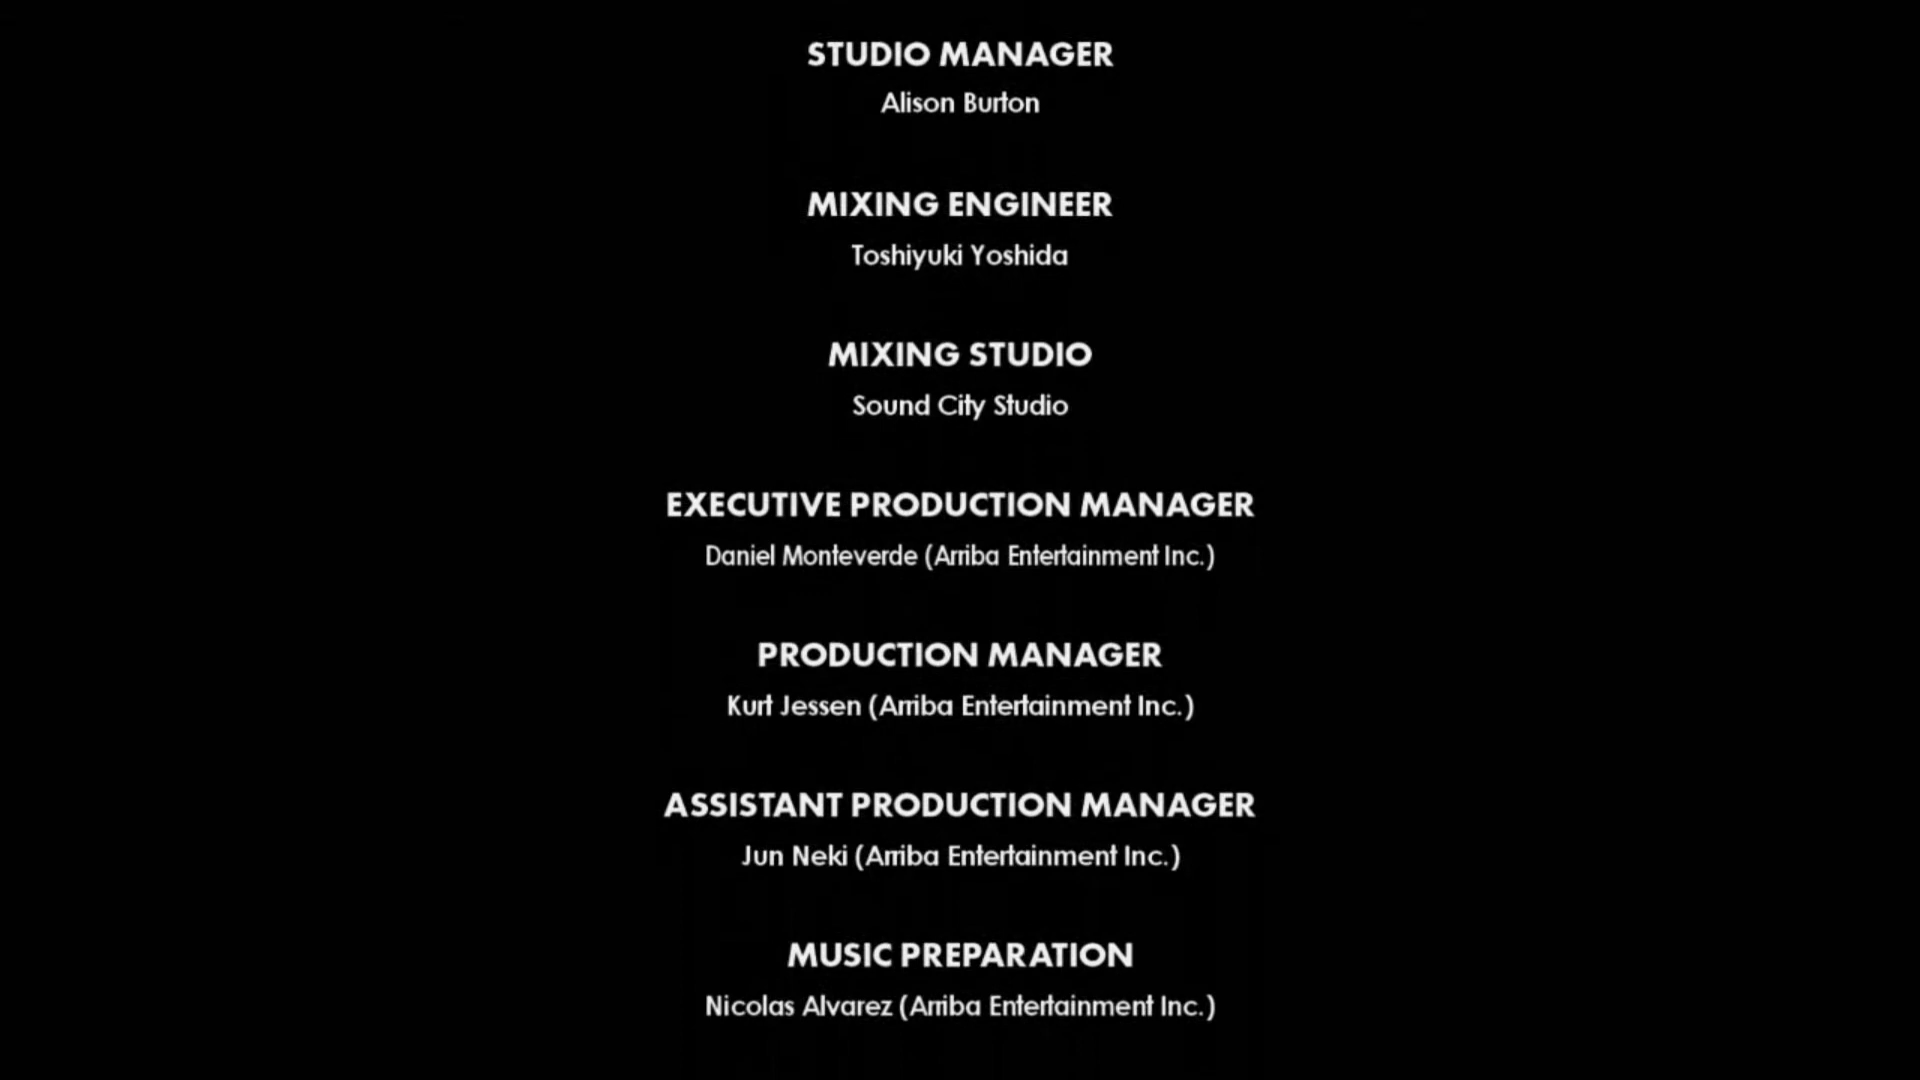 STUDIO MANAGER
Alison Burton
MIXING ENGINEER
Toshiyuki Yoshida
MIXING STUDIO
Sound City Studio
EXECUTIVE PRODUCTION MANAGER
Daniel Monteverde (Arriba Entertainment Inc.)
PRODUCTION MANAGER
Kurt Jessen (Arriba Entertainment Inc.)
ASSISTANT PRODUCTION MANAGER
Jun Neki (Arriba Entertainment Inc.)
MUSIC PREPARATION
Nicolas Alvarez (Arriba Entertainment Inc.)